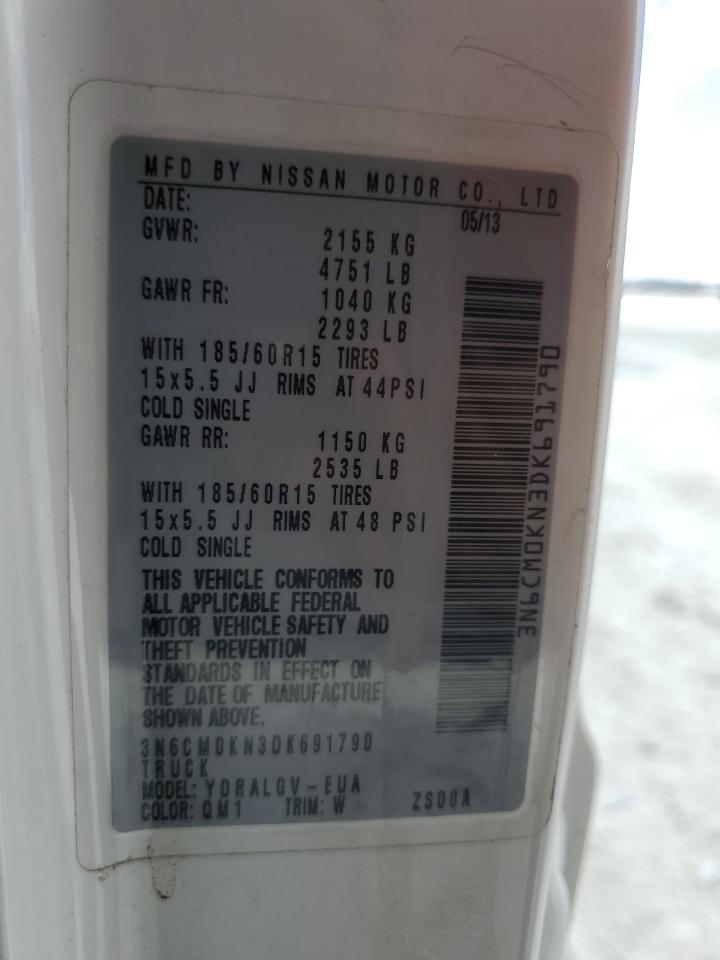 MFD BY NISSAN MOTOR CO., LTD
DATE: 05/13
GVWR: 2155 KG
4751 LB
GAWR FR: 1040 KG
2293 LB
WITH 185/60R15 TIRES
15x5.5 JJ RIMS AT 44PSI
COLD SINGLE
GAWR RR: 1150 KG
2535 LB
WITH 185/60R15 TIRES
15x5.5 JJ RIMS AT 48 PSI
COLD SINGLE
THIS VEHICLE CONFORMS TO
ALL APPLICABLE FEDERAL
MOTOR VEHICLE SAFETY AND
THEFT PREVENTION
STANDARDS IN EFFECT ON
THE DATE OF MANUFACTURE
SHOWN ABOVE.
3N6CM0KN3DK691790
TRUCK
MODEL: YDRALGV-EUA
COLOR: QM1 TRIM: W ZS00A
3N6CM0KN3DK691790